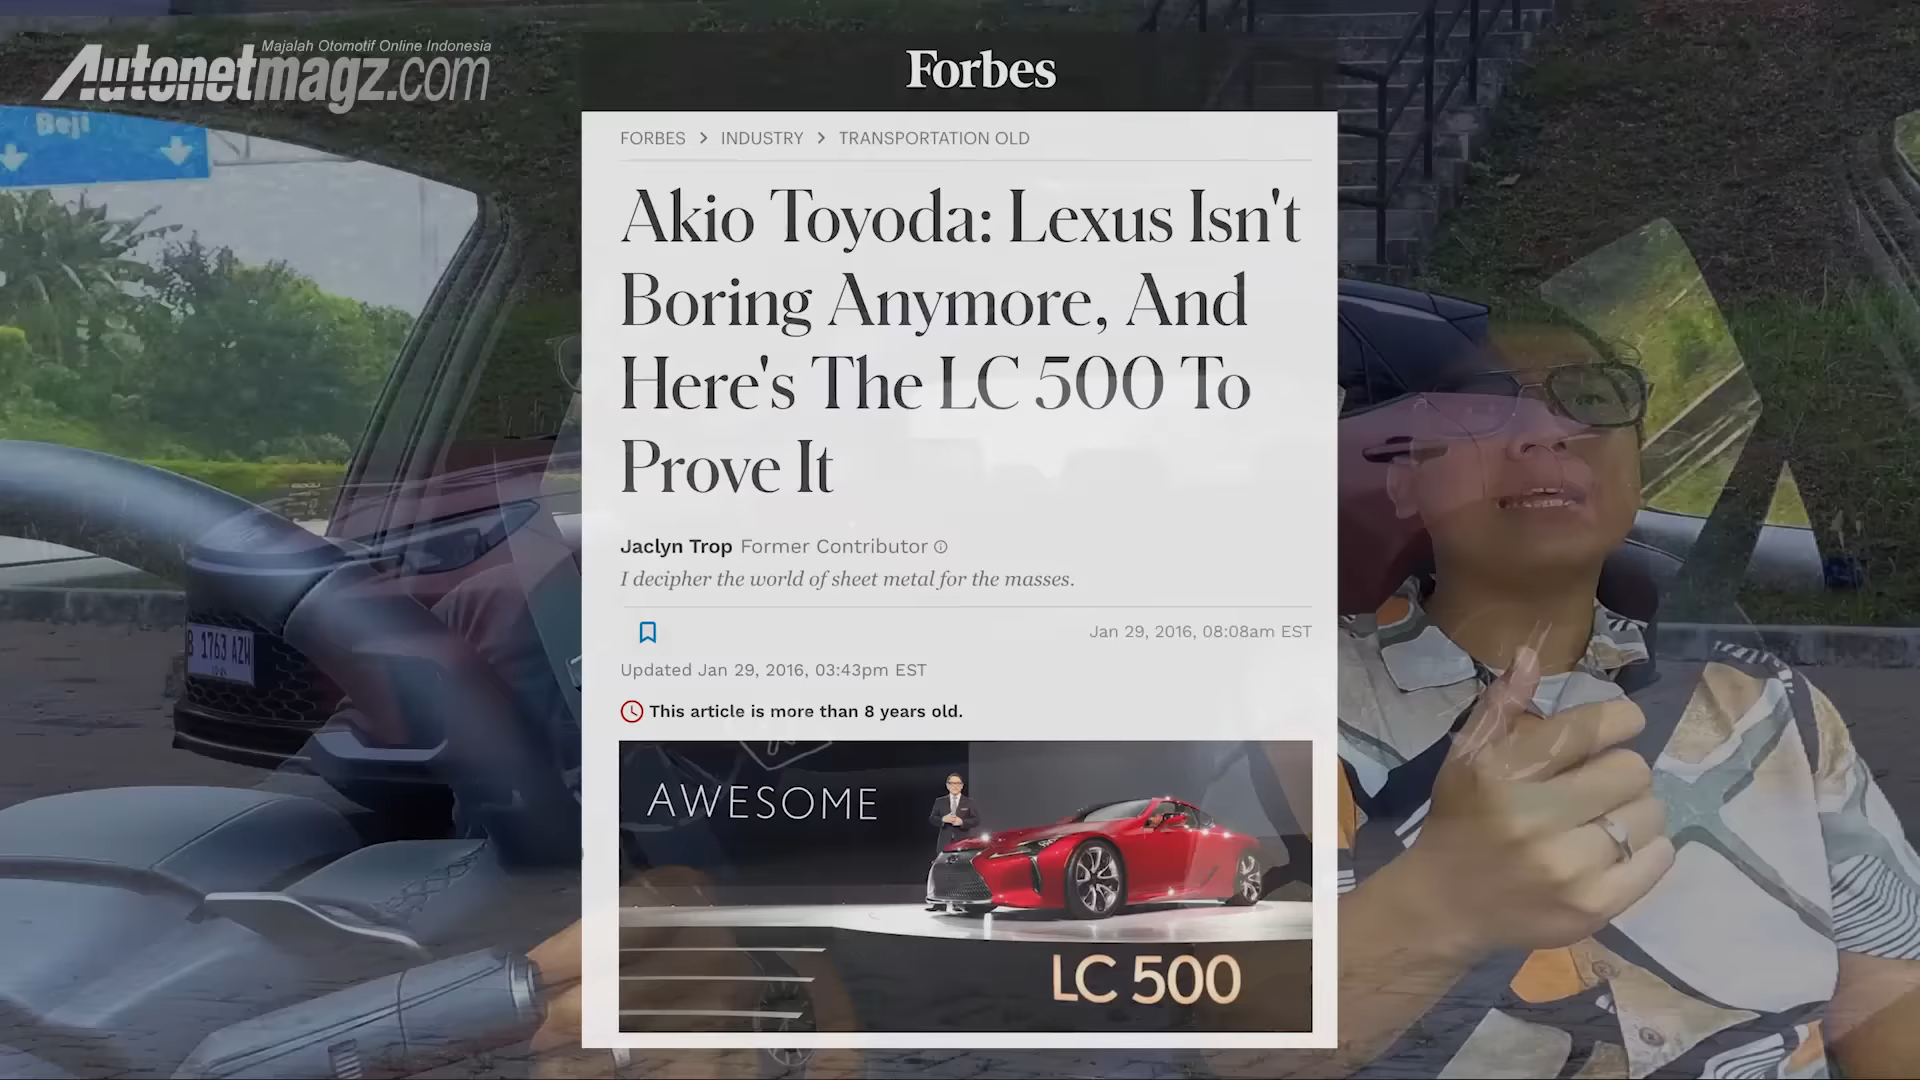 Majalah Otomotif Online Indonesia
Autonetmagz.com
Forbes
Beji
FORBES > INDUSTRY > TRANSPORTATION OLD
Akio Toyoda: Lexus Isn't
Boring Anymore, And
Here's The LC 500 To
Prove It
Jaclyn Trop Former Contributor
I decipher the world of sheet metal for the masses.
Jan 29, 2016, 08:08am EST
Updated Jan 29, 2016, 03:43pm EST
B 1763 AZW
This article is more than 8 years old.
AWESOME
LC 500